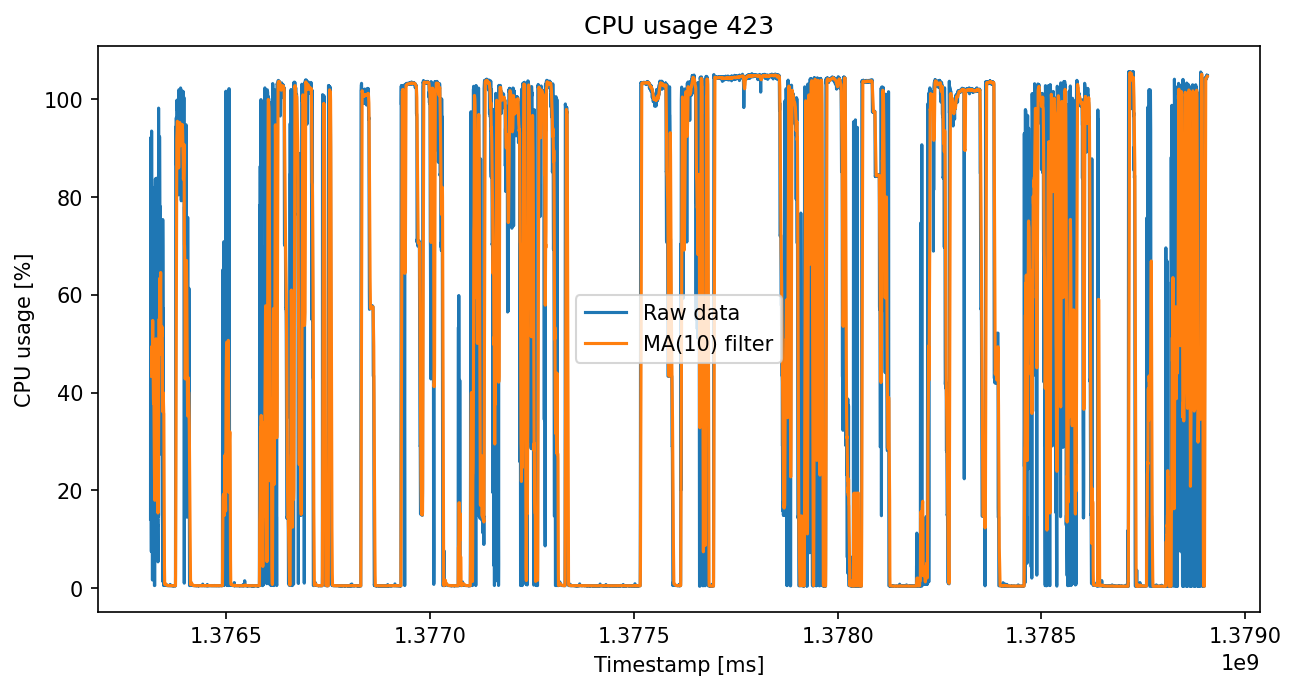 CPU usage 423
CPU usage [%]
100
80
60
40
20
0
Raw data
MA(10) filter
1.3765 1.3770 1.3775 1.3780 1.3785 1.3790
1e9
Timestamp [ms]